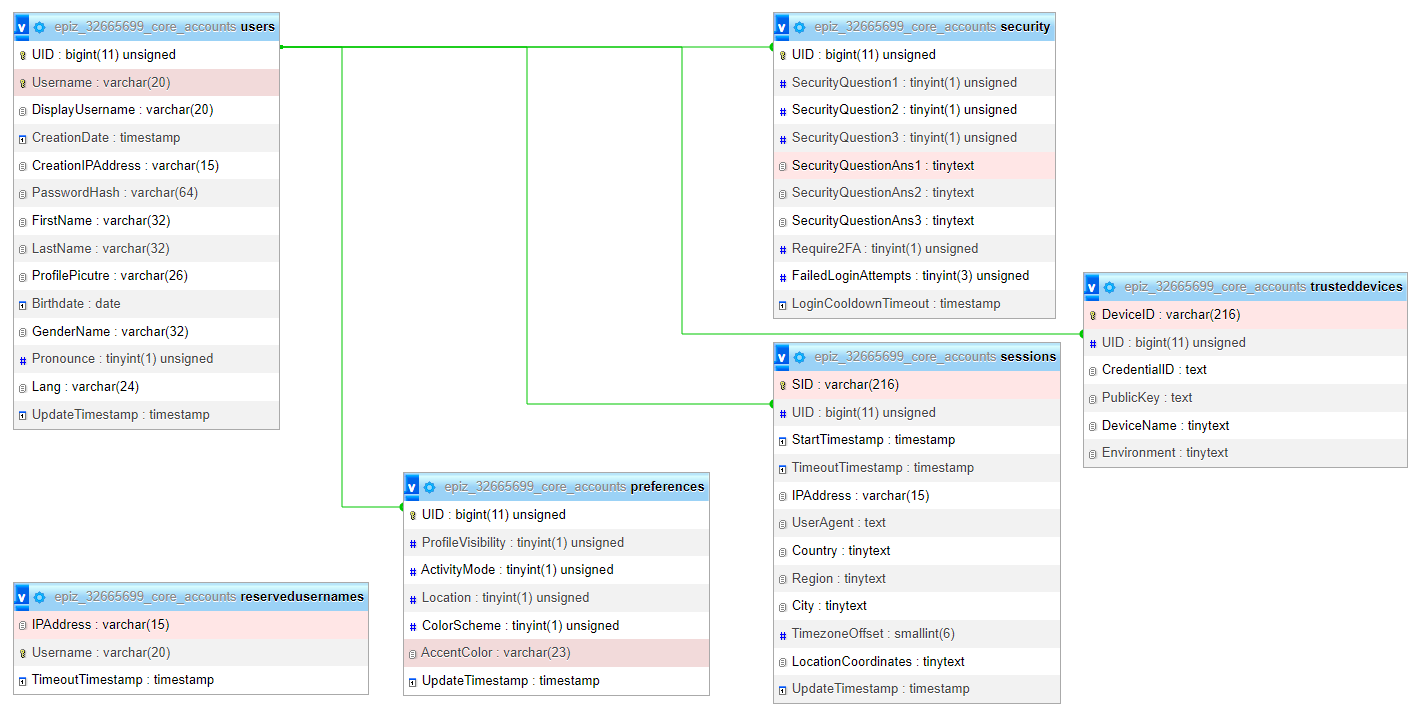 v epiz_32665699_core_accounts users
UID : bigint(11) unsigned
Username : varchar(20)
DisplayUsername : varchar(20)
CreationDate : timestamp
CreationIPAddress : varchar(15)
PasswordHash : varchar(64)
FirstName : varchar(32)
LastName : varchar(32)
ProfilePicutre : varchar(26)
Birthdate : date
GenderName : varchar(32)
# Pronounce : tinyint(1) unsigned
Lang : varchar(24)
UpdateTimestamp : timestamp
v epiz_32665699_core_accounts security
UID : bigint(11) unsigned
# SecurityQuestion1 : tinyint(1) unsigned
# SecurityQuestion2 : tinyint(1) unsigned
# SecurityQuestion3 : tinyint(1) unsigned
SecurityQuestionAns1 : tinytext
SecurityQuestionAns2 : tinytext
SecurityQuestionAns3 : tinytext
# Require2FA : tinyint(1) unsigned
# FailedLoginAttempts : tinyint(3) unsigned
LoginCooldownTimeout : timestamp
v epiz_32665699_core_accounts trusteddevices
DeviceID : varchar(216)
# UID : bigint(11) unsigned
CredentialID : text
PublicKey : text
DeviceName : tinytext
Environment : tinytext
v epiz_32665699_core_accounts sessions
SID : varchar(216)
# UID : bigint(11) unsigned
StartTimestamp : timestamp
TimeoutTimestamp : timestamp
IPAddress : varchar(15)
UserAgent : text
Country : tinytext
Region : tinytext
City : tinytext
# TimezoneOffset : smallint(6)
LocationCoordinates : tinytext
UpdateTimestamp : timestamp
v epiz_32665699_core_accounts preferences
UID : bigint(11) unsigned
# ProfileVisibility : tinyint(1) unsigned
# ActivityMode : tinyint(1) unsigned
# Location : tinyint(1) unsigned
# ColorScheme : tinyint(1) unsigned
AccentColor : varchar(23)
UpdateTimestamp : timestamp
v epiz_32665699_core_accounts reservedusernames
IPAddress : varchar(15)
Username : varchar(20)
TimeoutTimestamp : timestamp